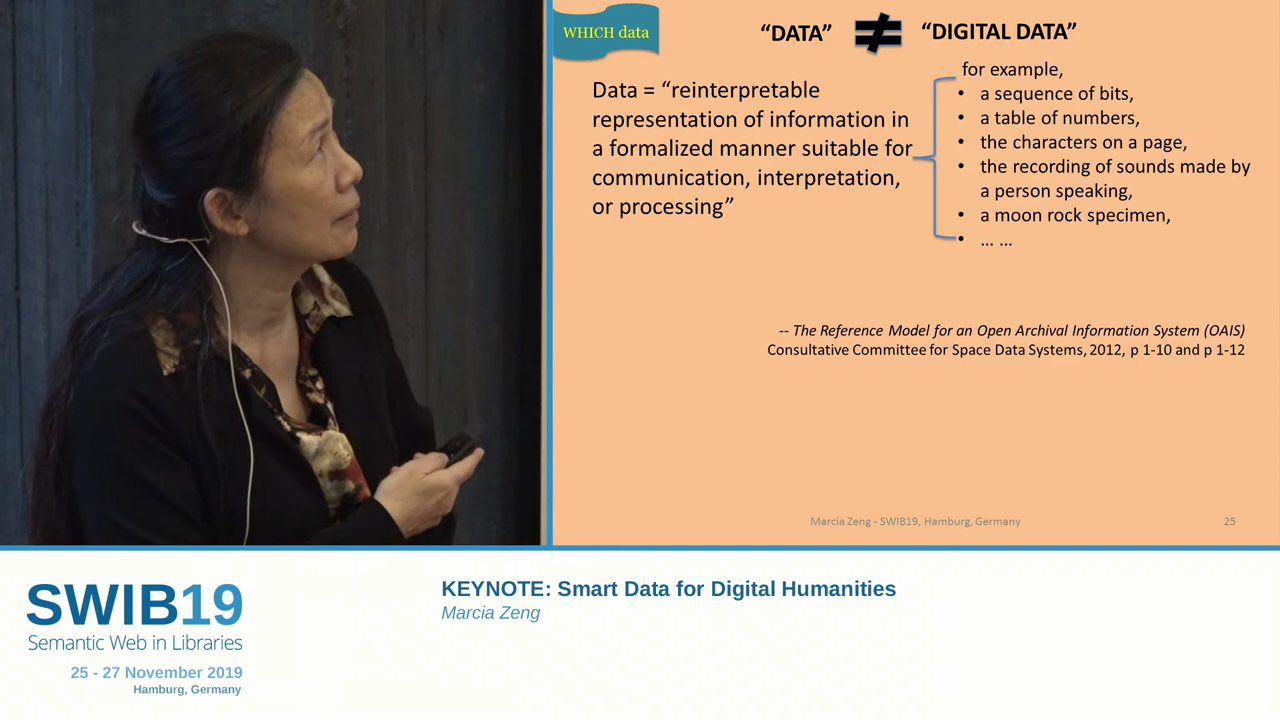 WHICH data
“DATA” ≠ “DIGITAL DATA”
Data = “reinterpretable
representation of information in
a formalized manner suitable for
communication, interpretation,
or processing”
for example,
• a sequence of bits,
• a table of numbers,
• the characters on a page,
• the recording of sounds made by
a person speaking,
• a moon rock specimen,
• … …
-- The Reference Model for an Open Archival Information System (OAIS)
Consultative Committee for Space Data Systems, 2012, p 1-10 and p 1-12
Marcia Zeng - SWIB19, Hamburg, Germany
25
SWIB19
Semantic Web in Libraries
25 - 27 November 2019
Hamburg, Germany
KEYNOTE: Smart Data for Digital Humanities
Marcia Zeng